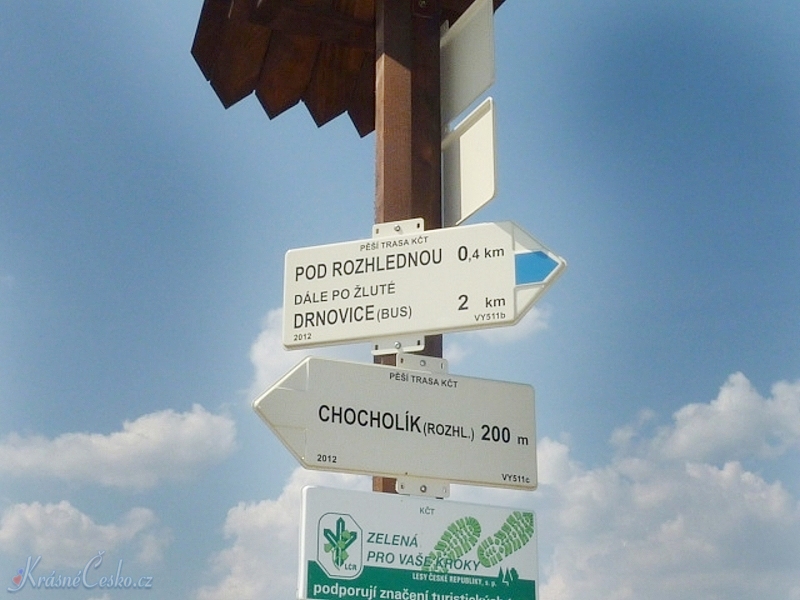 PĚŠÍ TRASA KČT
POD ROZHLEDNOU 0,4 km
DÁLE PO ŽLUTÉ
DRNOVICE (BUS) 2 km
2012 VY511b
PĚŠÍ TRASA KČT
CHOCHOLÍK (ROZHL.) 200 m
2012 VY511c
KČT
ZELENÁ
PRO VAŠE KROKY
LČR
LESY ČESKÉ REPUBLIKY, s. p.
podporují značení turistických
KrásnéČesko.cz